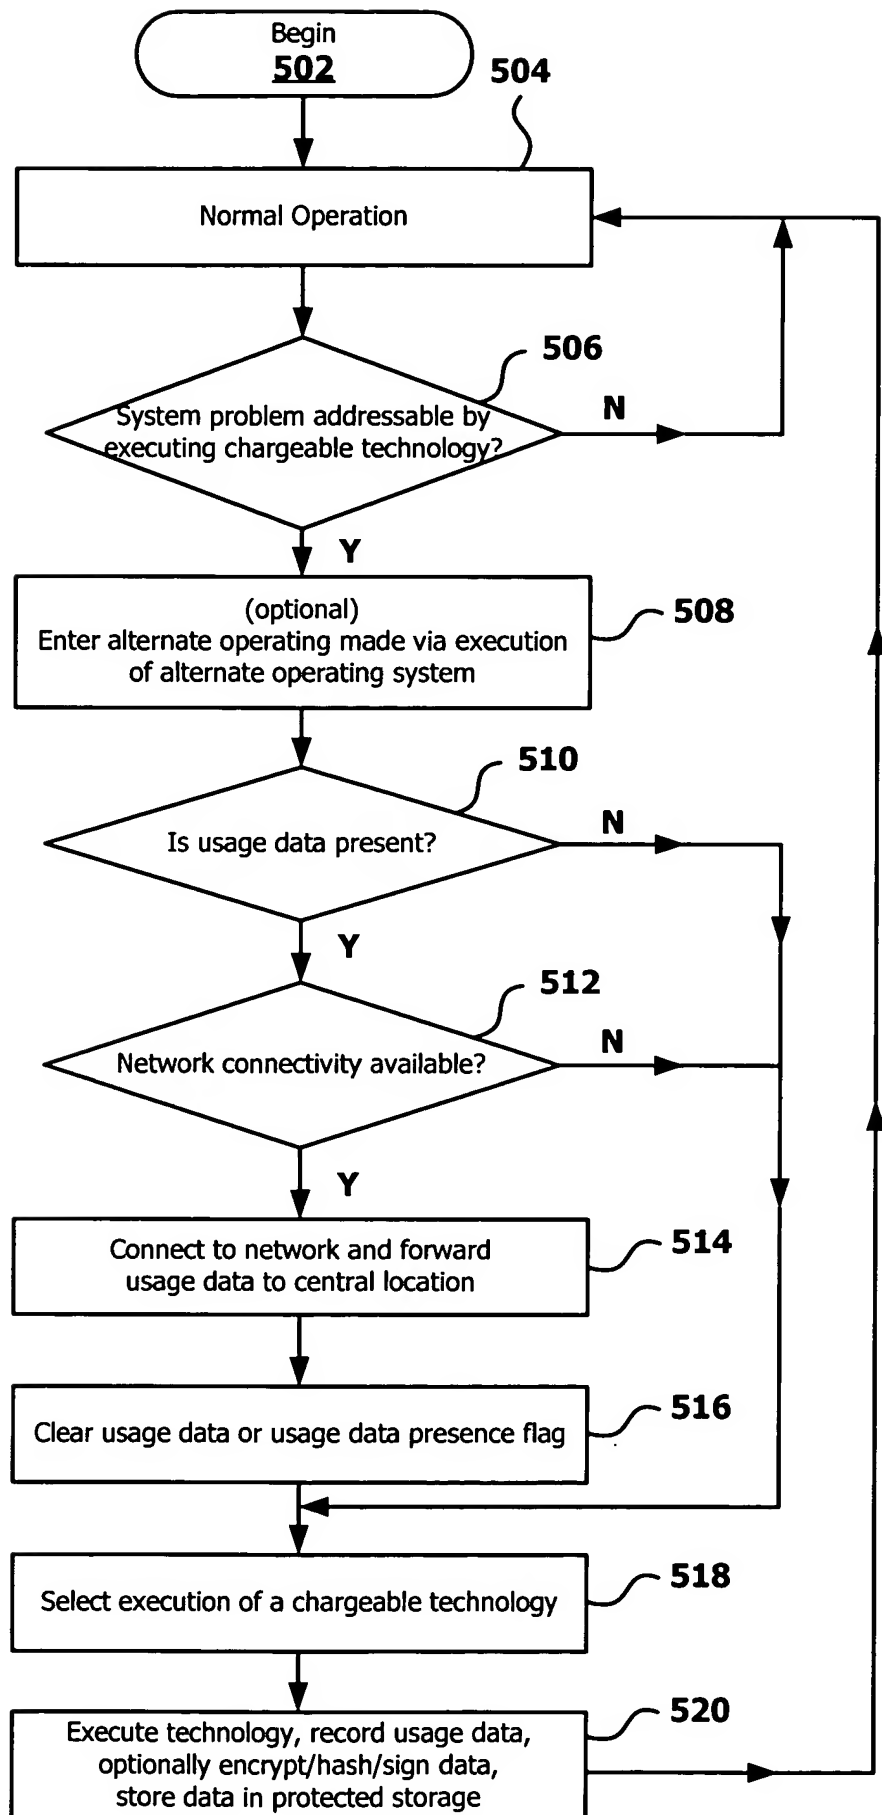 Begin
502
504
Normal Operation
506
System problem addressable by
executing chargeable technology?
N
Y
(optional)
Enter alternate operating made via execution
of alternate operating system
508
510
Is usage data present?
N
Y
512
Network connectivity available?
N
Y
Connect to network and forward
usage data to central location
514
Clear usage data or usage data presence flag
516
Select execution of a chargeable technology
518
Execute technology, record usage data,
optionally encrypt/hash/sign data,
store data in protected storage
520